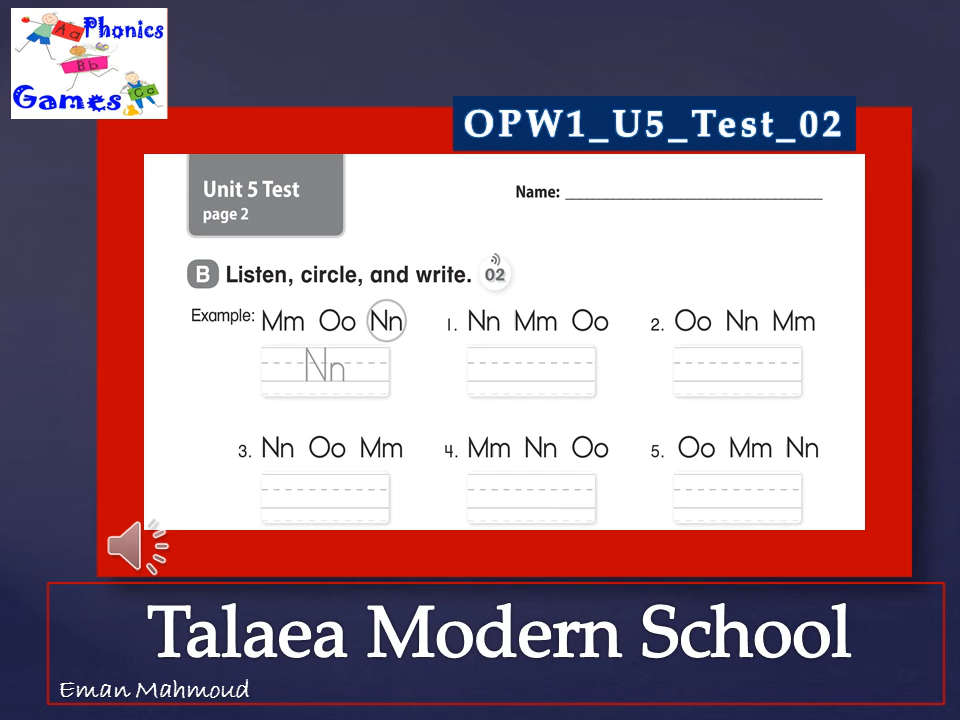 Phonics
Aa
Bb
Cc
Games
OPW1_U5_Test_02
Unit 5 Test
page 2
Name: ______________________________
B Listen, circle, and write. 02
Example: Mm Oo Nn
1. Nn Mm Oo
2. Oo Nn Mm
Nn
3. Nn Oo Mm
4. Mm Nn Oo
5. Oo Mm Nn
Talaea Modern School
Eman Mahmoud